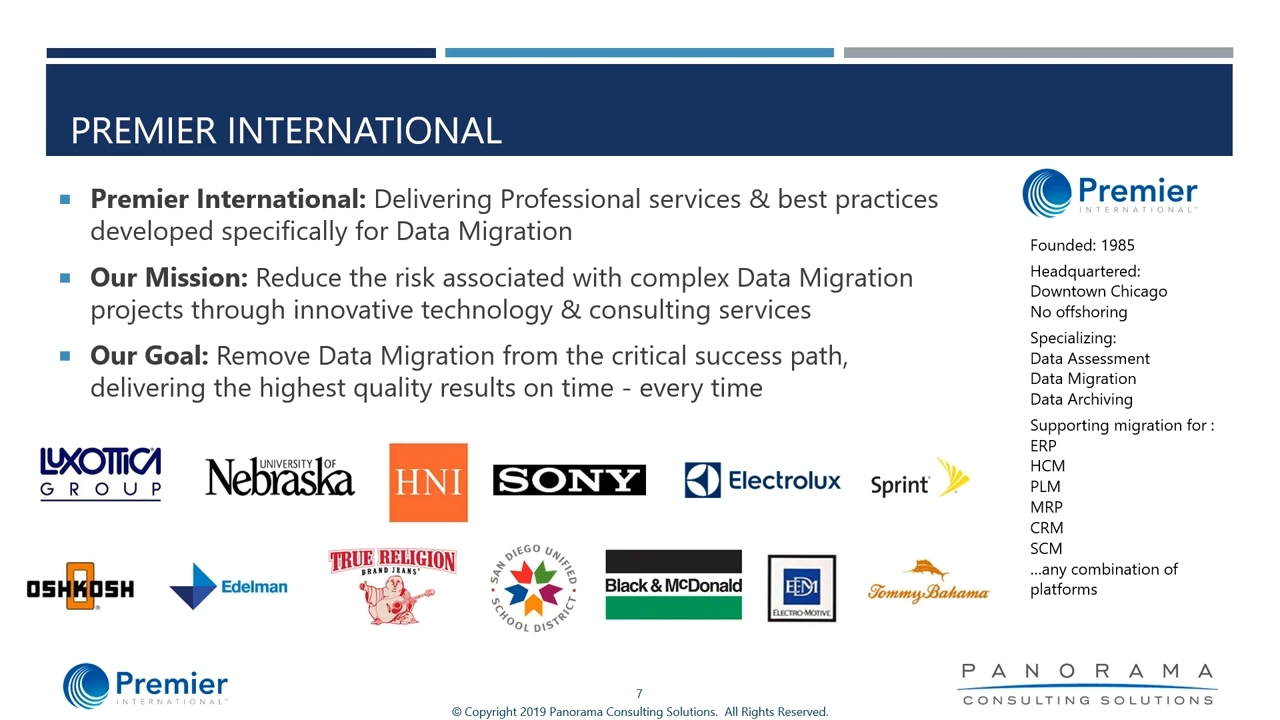 PREMIER INTERNATIONAL
Premier International: Delivering Professional services & best practices
developed specifically for Data Migration
Our Mission: Reduce the risk associated with complex Data Migration
projects through innovative technology & consulting services
Our Goal: Remove Data Migration from the critical success path,
delivering the highest quality results on time - every time
Premier
INTERNATIONAL™
Founded: 1985
Headquartered:
Downtown Chicago
No offshoring
Specializing:
Data Assessment
Data Migration
Data Archiving
Supporting migration for :
ERP
HCM
PLM
MRP
CRM
SCM
...any combination of
platforms
LUXOTTICA
GROUP
UNIVERSITY OF
Nebraska
HNI
SONY
Electrolux
Sprint
OSHKOSH
Edelman
TRUE RELIGION
BRAND JEANS
SAN DIEGO UNIFIED
SCHOOL DISTRICT
Black & McDonald
EMD
ELECTRO-MOTIVE
Tommy Bahama
Premier
INTERNATIONAL™
7
© Copyright 2019 Panorama Consulting Solutions. All Rights Reserved.
PANORAMA
CONSULTING SOLUTIONS